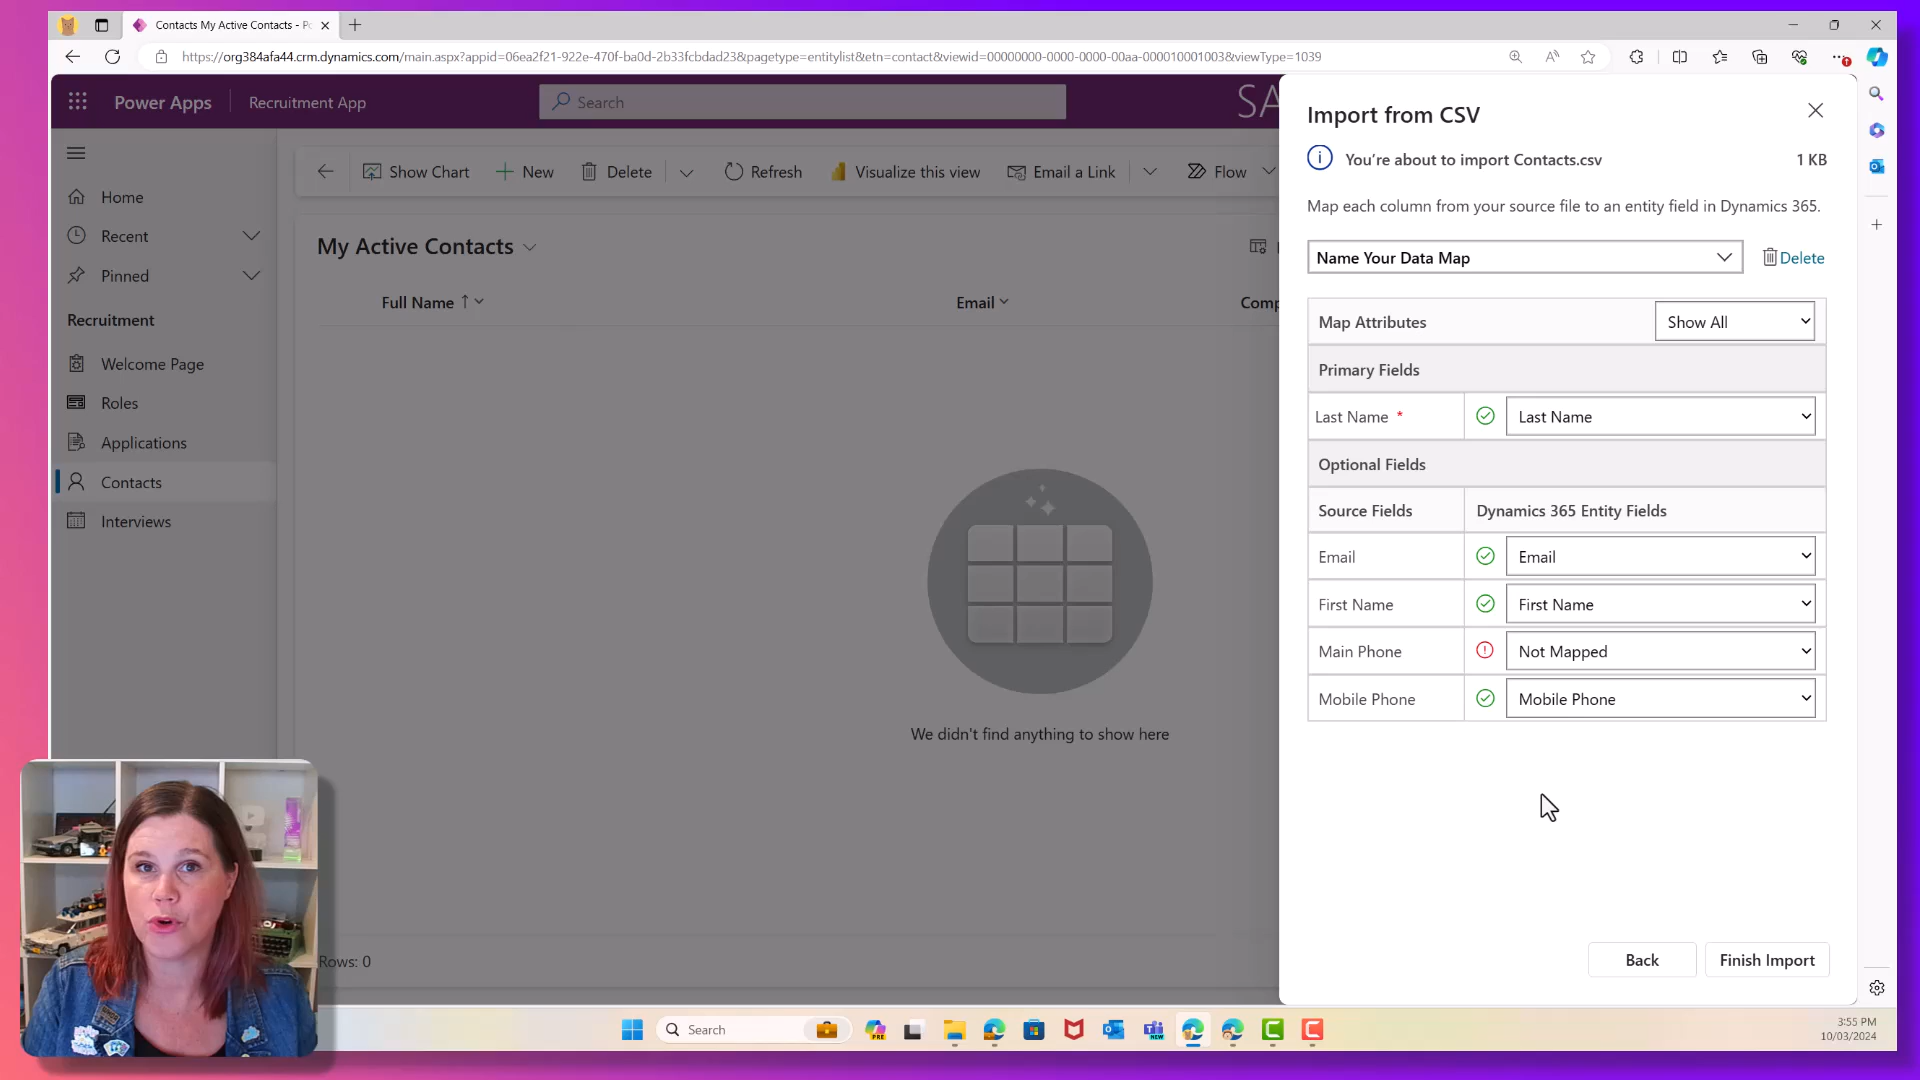 Contacts My Active Contacts - Po
https://org384afa44.crm.dynamics.com/main.aspx?appid=06ea2f21-922e-470f-ba0d-2b33fcbdad23&pagetype=entitylist&etn=contact&viewid=00000000-0000-0000-00aa-000010001003&viewType=1039
Power Apps
Recruitment App
Search
SA
Show Chart
New
Delete
Refresh
Visualize this view
Email a Link
Flow
Home
Recent
Pinned
Recruitment
Welcome Page
Roles
Applications
Contacts
Interviews
My Active Contacts
Full Name
Email
Comp
We didn't find anything to show here
Rows: 0
Import from CSV
You're about to import Contacts.csv 1 KB
Map each column from your source file to an entity field in Dynamics 365.
Name Your Data Map
Delete
Map Attributes Show All
Primary Fields
Last Name * Last Name
Optional Fields
Source Fields Dynamics 365 Entity Fields
Email Email
First Name First Name
Main Phone Not Mapped
Mobile Phone Mobile Phone
Back
Finish Import
Search
PRE
NEW
3:55 PM
10/03/2024